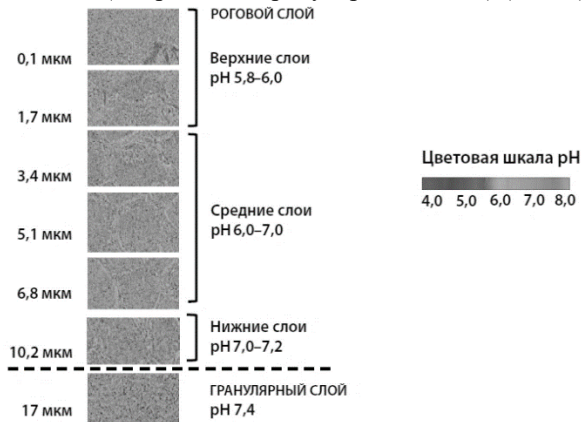 РОГОВОЙ СЛОЙ
0,1 мкм
Верхние слои
pH 5,8–6,0
1,7 мкм
3,4 мкм
Цветовая шкала pH
4,0 5,0 6,0 7,0 8,0
5,1 мкм
Средние слои
pH 6,0–7,0
6,8 мкм
Нижние слои
pH 7,0–7,2
10,2 мкм
ГРАНУЛЯРНЫЙ СЛОЙ
pH 7,4
17 мкм